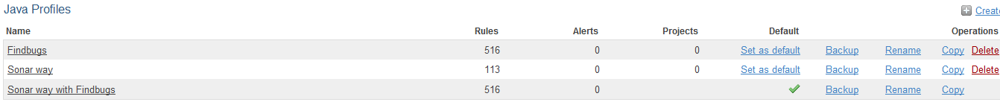 Java Profiles Create
Name Rules Alerts Projects Default Operations
Findbugs 516 0 0 Set as default Backup Rename Copy Delete
Sonar way 113 0 0 Set as default Backup Rename Copy Delete
Sonar way with Findbugs 516 0 Backup Rename Copy